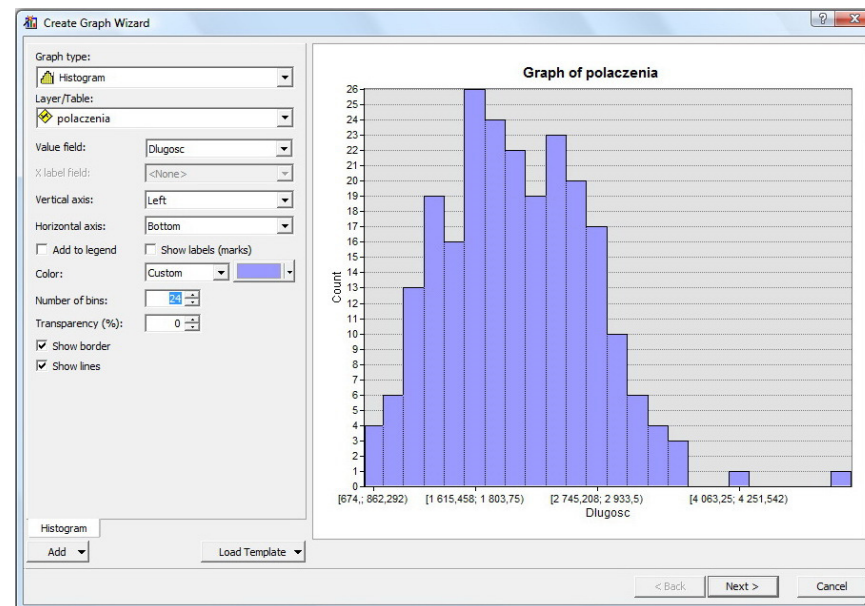 Create Graph Wizard
?
Graph type:
Histogram
Layer/Table:
polaczenia
Value field:
Dlugosc
X label field:
<None>
Vertical axis:
Left
Horizontal axis:
Bottom
Add to legend
Show labels (marks)
Color:
Custom
Number of bins:
24
Transparency (%):
0
Show border
Show lines
Histogram
Add
Load Template
Graph of polaczenia
26
25
24
23
22
21
20
19
18
17
16
15
14
13
12
11
10
9
8
7
6
5
4
3
2
1
0
Count
[674,; 862,292)
[1 615,458; 1 803,75)
[2 745,208; 2 933,5)
[4 063,25; 4 251,542)
Dlugosc
< Back
Next >
Cancel